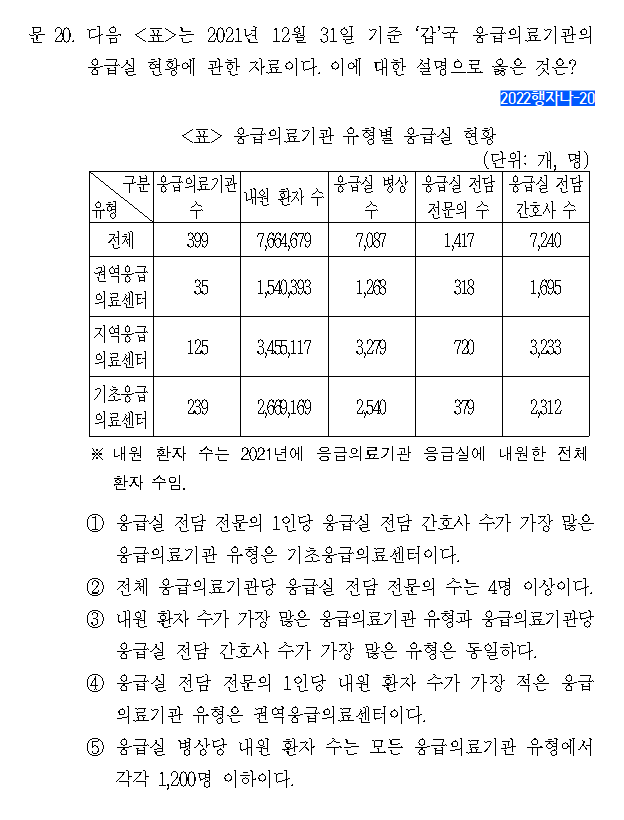 문 20. 다음 <표>는 2021년 12월 31일 기준 ‘갑’국 응급의료기관의
응급실 현황에 관한 자료이다. 이에 대한 설명으로 옳은 것은?
2022행자나-20
<표> 응급의료기관 유형별 응급실 현황
(단위: 개, 명)
구분 응급의료기관 내원 환자 수 응급실 병상 응급실 전담 응급실 전담
유형 수 수 전문의 수 간호사 수
전체 399 7,664,679 7,087 1,417 7,240
권역응급
의료센터 35 1,540,393 1,268 318 1,695
지역응급
의료센터 125 3,455,117 3,279 720 3,233
기초응급
의료센터 239 2,669,169 2,540 379 2,312
※ 내원 환자 수는 2021년에 응급의료기관 응급실에 내원한 전체
환자 수임.
① 응급실 전담 전문의 1인당 응급실 전담 간호사 수가 가장 많은
응급의료기관 유형은 기초응급의료센터이다.
② 전체 응급의료기관당 응급실 전담 전문의 수는 4명 이상이다.
③ 내원 환자 수가 가장 많은 응급의료기관 유형과 응급의료기관당
응급실 전담 간호사 수가 가장 많은 유형은 동일하다.
④ 응급실 전담 전문의 1인당 내원 환자 수가 가장 적은 응급
의료기관 유형은 권역응급의료센터이다.
⑤ 응급실 병상당 내원 환자 수는 모든 응급의료기관 유형에서
각각 1,200명 이하이다.